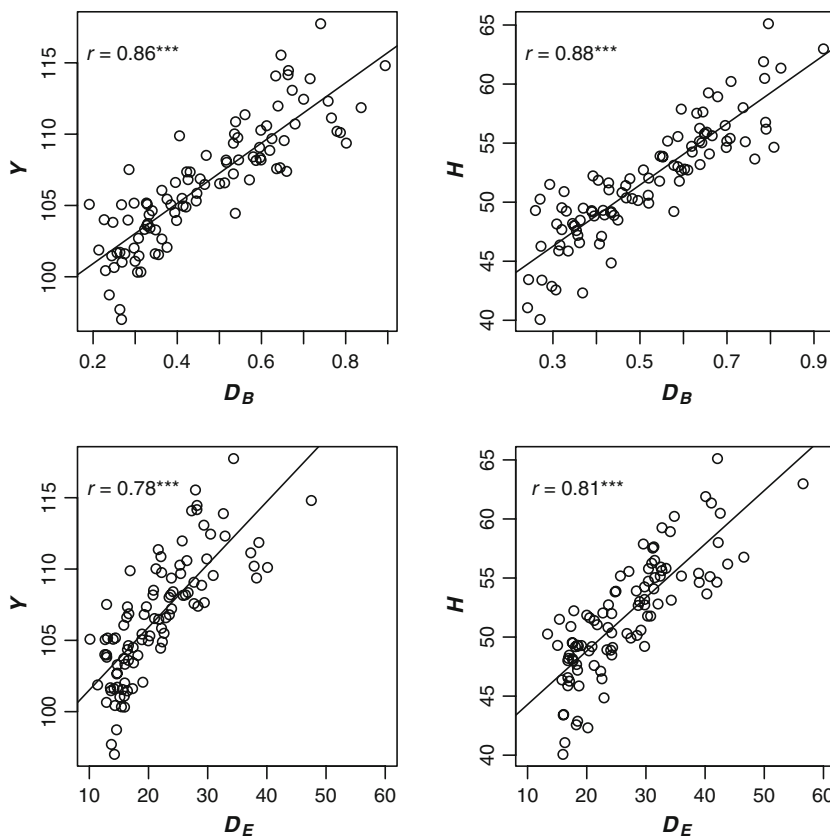 r = 0.86***
Y
100 105 110 115
0.2 0.4 0.6 0.8
D_B
r = 0.88***
H
40 45 50 55 60 65
0.3 0.5 0.7 0.9
D_B
r = 0.78***
Y
100 105 110 115
10 20 30 40 50 60
D_E
r = 0.81***
H
40 45 50 55 60 65
10 20 30 40 50 60
D_E